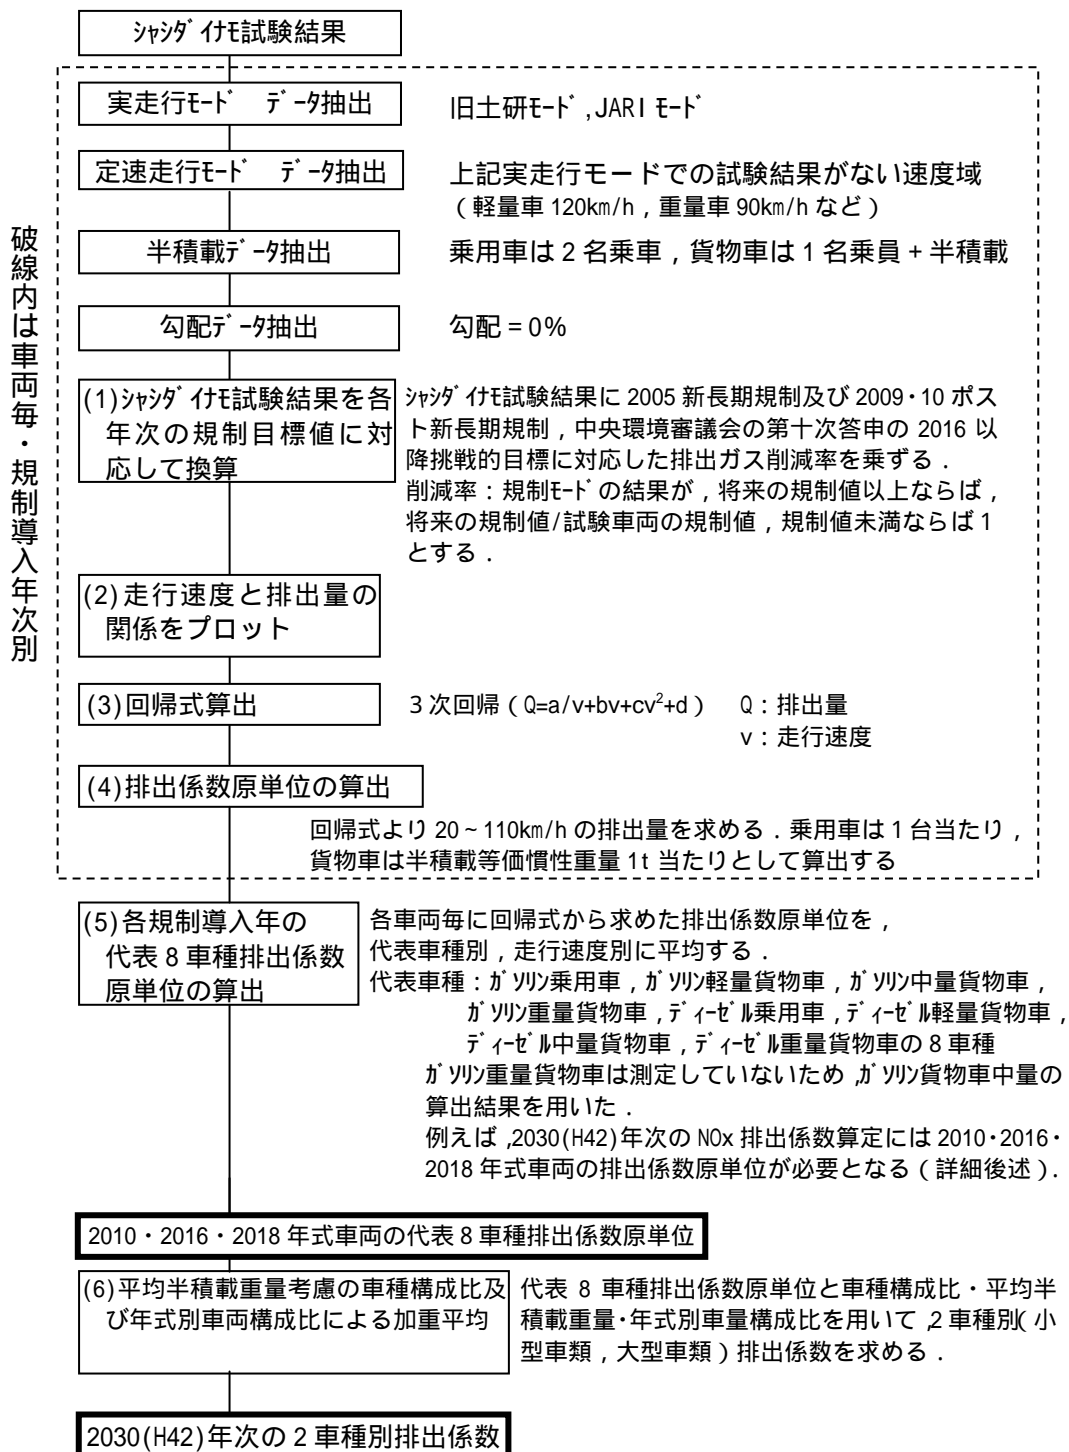 ｼｬｼﾀﾞｲﾅﾓ試験結果
実走行ﾓｰﾄﾞ　ﾃﾞｰﾀ抽出
旧土研ﾓｰﾄﾞ,JARI ﾓｰﾄﾞ
定速走行ﾓｰﾄﾞ　ﾃﾞｰﾀ抽出
上記実走行モードでの試験結果がない速度域
（軽量車 120km/h，重量車 90km/h など）
半積載ﾃﾞｰﾀ抽出
乗用車は 2 名乗車，貨物車は 1 名乗員 + 半積載
勾配ﾃﾞｰﾀ抽出
勾配 = 0%
破線内は車両毎・規制導入年次別
(1)ｼｬｼﾀﾞｲﾅﾓ試験結果を各
年次の規制目標値に対
応して換算
ｼｬｼﾀﾞｲﾅﾓ試験結果に 2005 新長期規制及び 2009・10 ポス
ト新長期規制，中央環境審議会の第十次答申の 2016 以
降挑戦的目標に対応した排出ガス削減率を乗ずる．
削減率：規制ﾓｰﾄﾞの結果が，将来の規制値以上ならば，
将来の規制値/試験車両の規制値，規制値未満ならば 1
とする．
(2)走行速度と排出量の
関係をプロット
(3)回帰式算出
３次回帰（Q=a/v+bv+cv²+d）　Q：排出量
v：走行速度
(4)排出係数原単位の算出
回帰式より 20～110km/h の排出量を求める．乗用車は 1 台当たり，
貨物車は半積載等価慣性重量 1t 当たりとして算出する
(5)各規制導入年の
代表 8 車種排出係数
原単位の算出
各車両毎に回帰式から求めた排出係数原単位を，
代表車種別，走行速度別に平均する．
代表車種：ｶﾞｿﾘﾝ乗用車，ｶﾞｿﾘﾝ軽量貨物車，ｶﾞｿﾘﾝ中量貨物車，
ｶﾞｿﾘﾝ重量貨物車，ﾃﾞｨｰｾﾞﾙ乗用車，ﾃﾞｨｰｾﾞﾙ軽量貨物車，
ﾃﾞｨｰｾﾞﾙ中量貨物車，ﾃﾞｨｰｾﾞﾙ重量貨物車の 8 車種
ｶﾞｿﾘﾝ重量貨物車は測定していないため，ｶﾞｿﾘﾝ貨物車中量の
算出結果を用いた．
例えば，2030(H42)年次の NOx 排出係数算定には 2010・2016・
2018 年式車両の排出係数原単位が必要となる（詳細後述）．
2010・2016・2018 年式車両の代表 8 車種排出係数原単位
(6)平均半積載重量考慮の車種構成比及
び年式別車両構成比による加重平均
代表 8 車種排出係数原単位と車種構成比・平均半
積載重量・年式別車量構成比を用いて，2 車種別（小
型車類，大型車類）排出係数を求める．
2030(H42)年次の 2 車種別排出係数